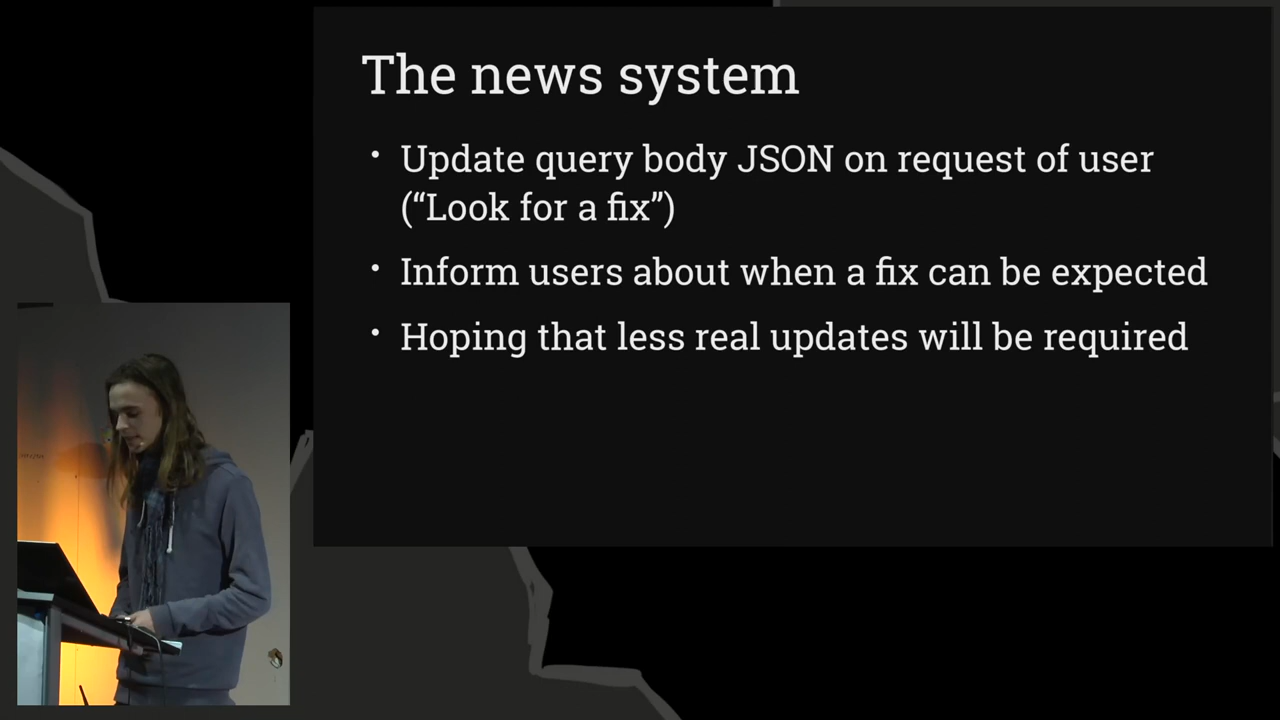 The news system
• Update query body JSON on request of user
(“Look for a fix”)
• Inform users about when a fix can be expected
• Hoping that less real updates will be required